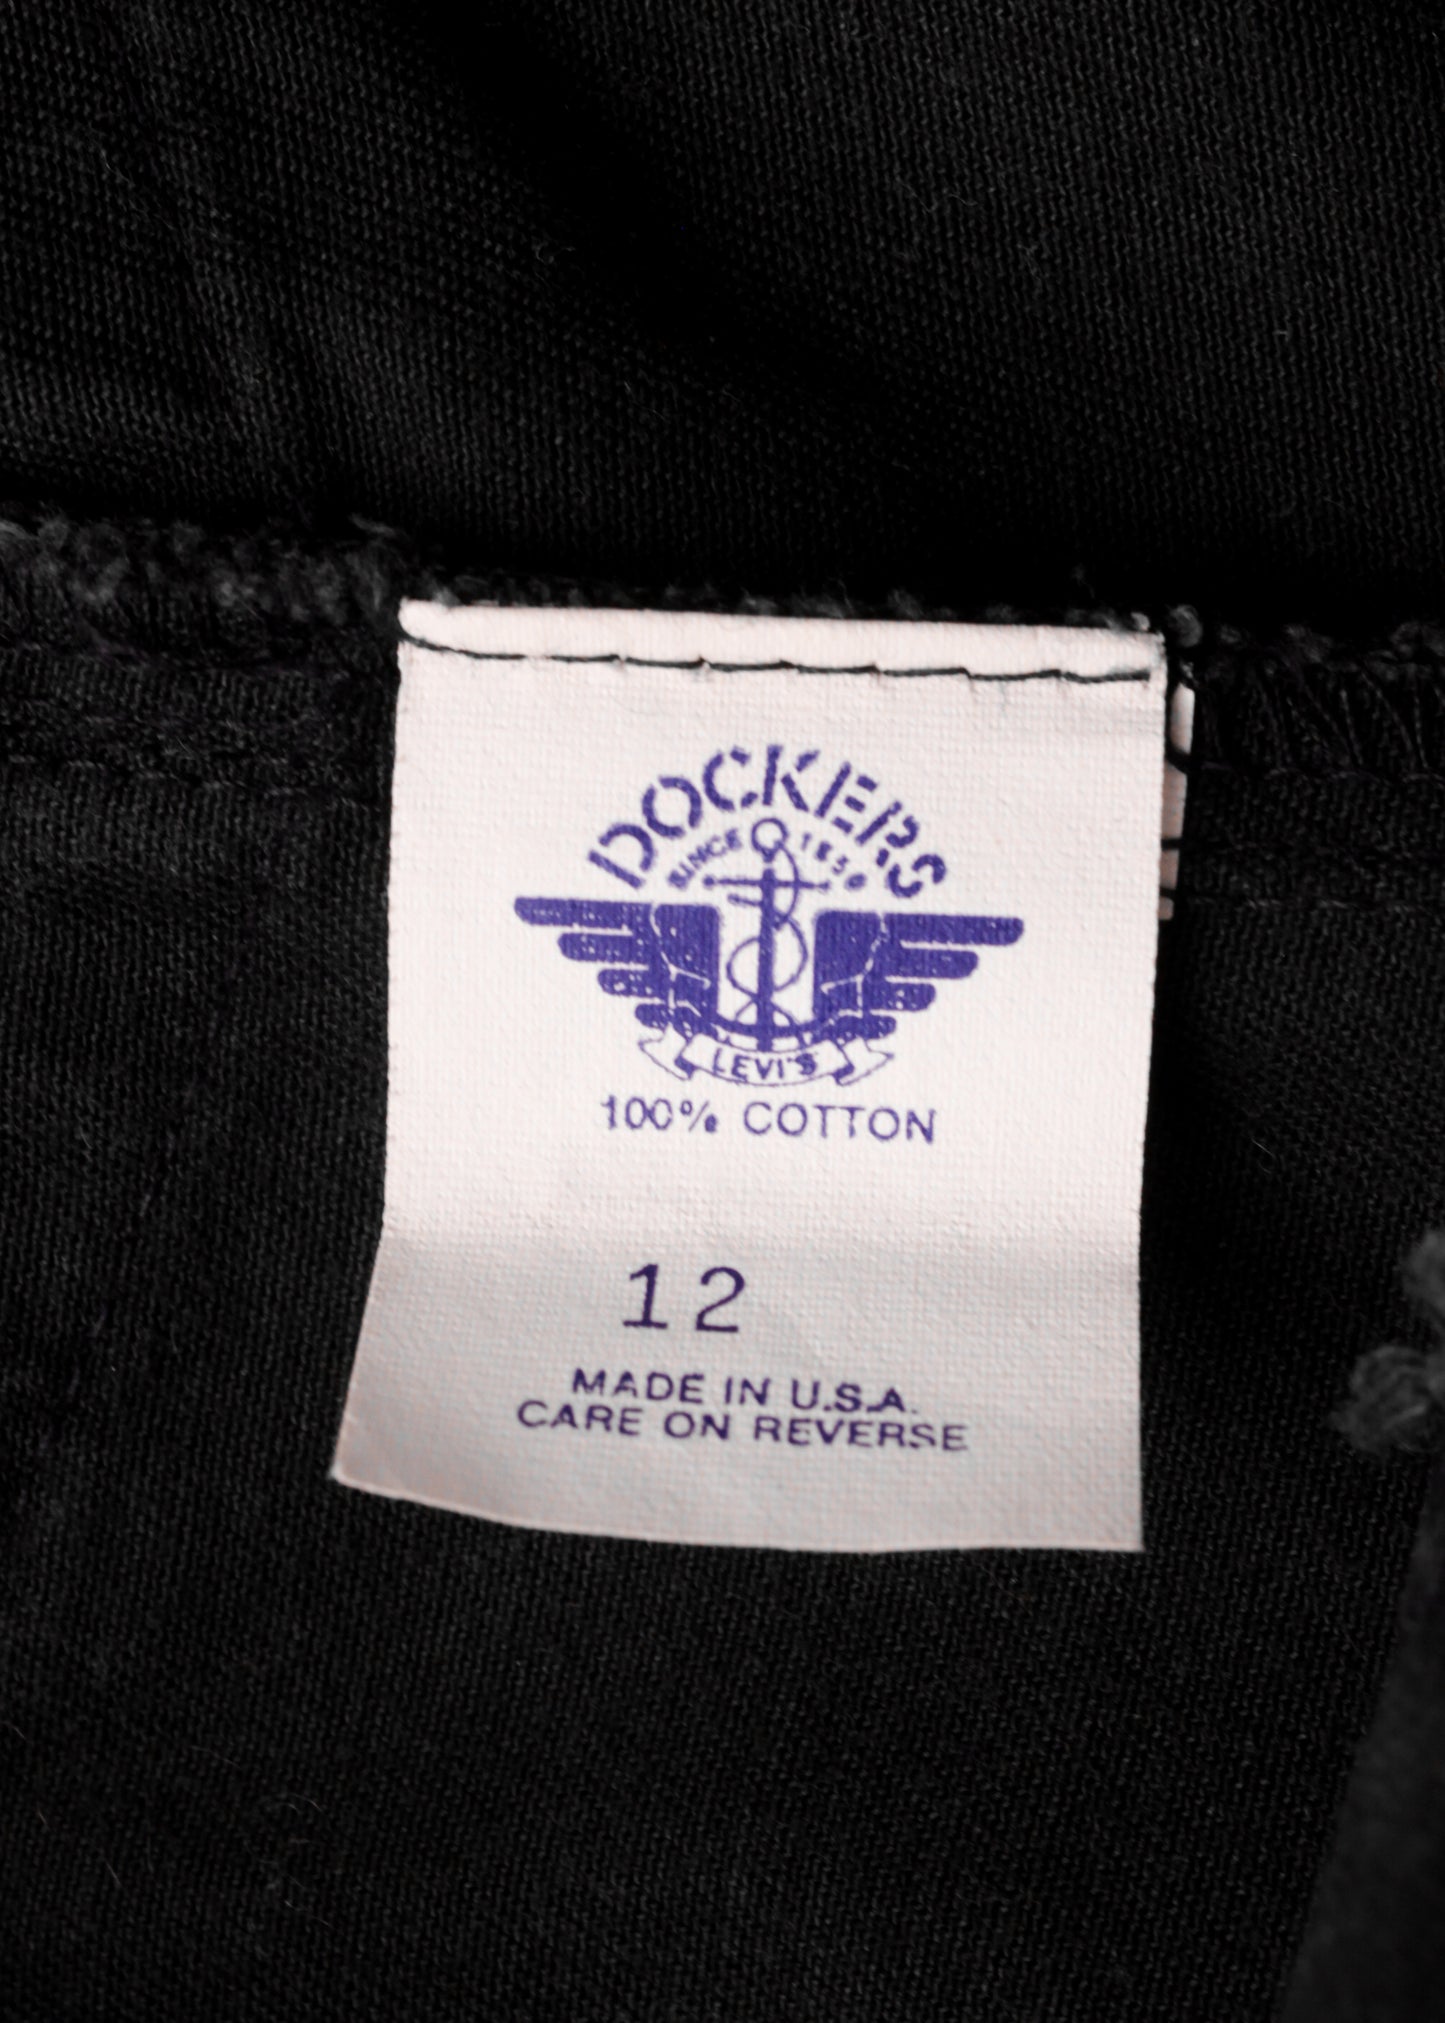 DOCKERS
SINCE 1850
LEVI'S
100% COTTON
12
MADE IN U.S.A.
CARE ON REVERSE